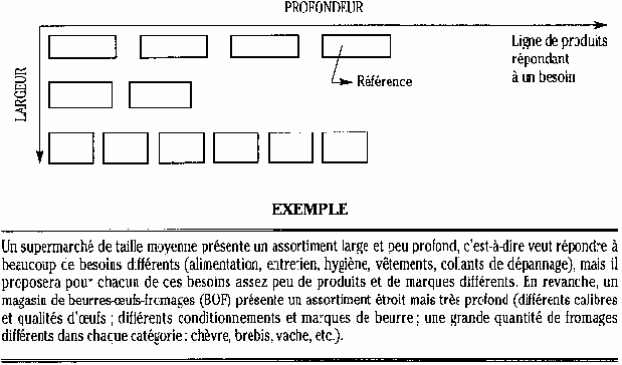 PROFONDEUR
Ligne de produits
répondant
à un besoin
Référence
LARGEUR
EXEMPLE
Un supermarché de taille moyenne présente un assortiment large et peu profond, c'est-à-dire veut répondre à
beaucoup de besoins différents (alimentation, entretien, hygiène, vêtements, collants de dépannage), mais il
proposera pour chacun de ces besoins assez peu de produits et de marques différents. En revanche, un
magasin de beurres-œufs-fromages (BOF) présente un assortiment étroit mais très profond (différents calibres
et qualités d'œufs ; différents conditionnements et marques de beurre ; une grande quantité de fromages
différents dans chaque catégorie : chèvre, brebis, vache, etc.).